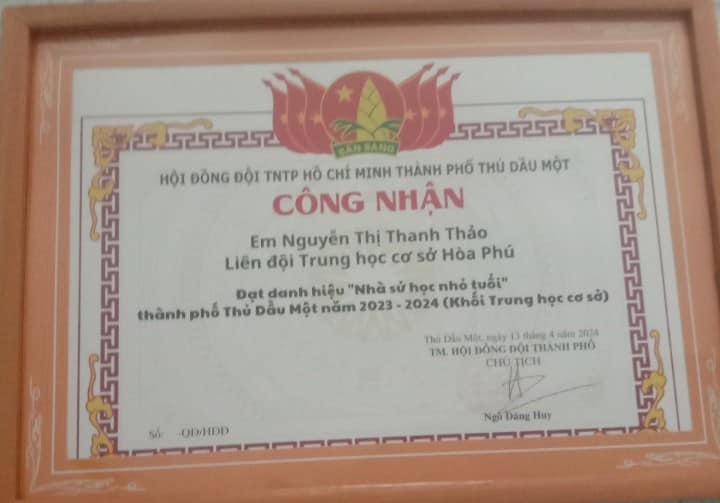 SẴN SÀNG
HỘI ĐỒNG ĐỘI TNTP HỒ CHÍ MINH THÀNH PHỐ THỦ DẦU MỘT
CÔNG NHẬN
Em Nguyễn Thị Thanh Thảo
Liên đội Trung học cơ sở Hòa Phú
Đạt danh hiệu "Nhà sử học nhỏ tuổi"
thành phố Thủ Dầu Một năm 2023 - 2024 (Khối Trung học cơ sở)
Thủ Dầu Một, ngày 13 tháng 4 năm 2024
TM. HỘI ĐỒNG ĐỘI THÀNH PHỐ
CHỦ TỊCH
Ngô Đăng Huy
Số: -QĐ/HĐĐ